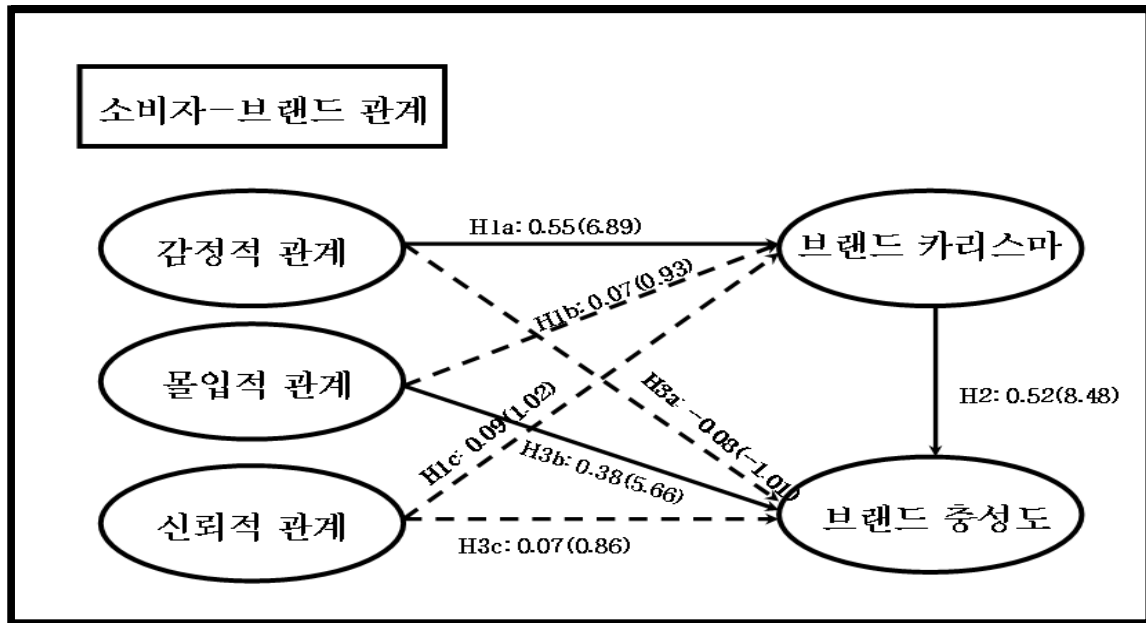 소비자-브랜드 관계
감정적 관계
H1a: 0.55(6.89)
브랜드 카리스마
H1b: 0.07(0.93)
몰입적 관계
H3a: -0.08(-1.01)
H2: 0.52(8.48)
H1c: 0.09(1.02)
H3b: 0.38(5.66)
신뢰적 관계
브랜드 충성도
H3c: 0.07(0.86)